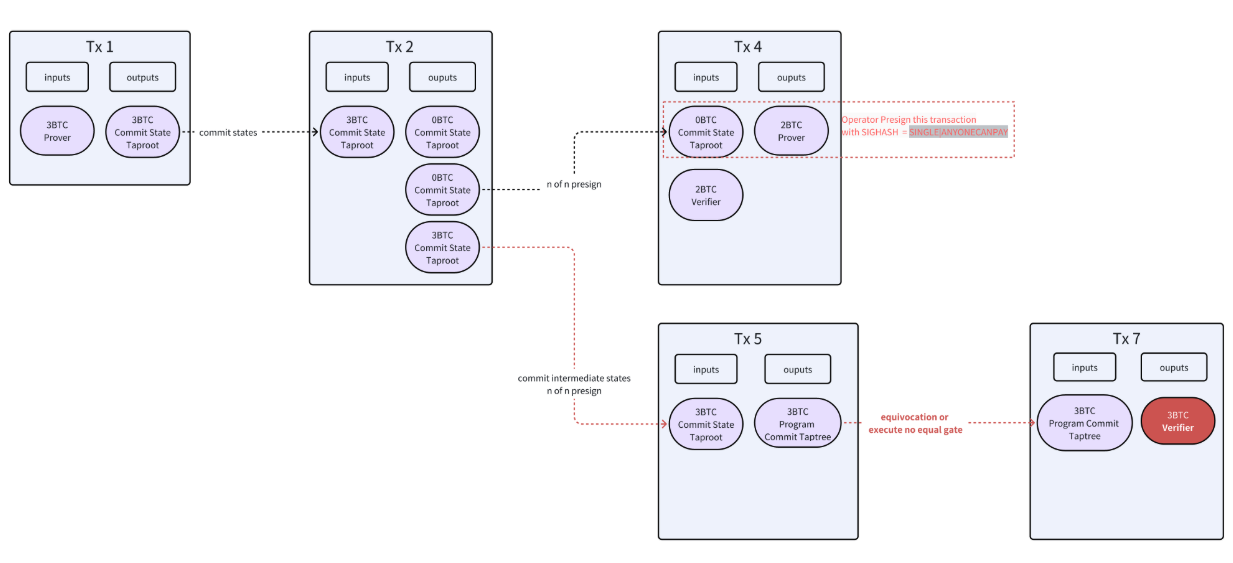 Tx 1
inputs
outputs
3BTC
Prover
3BTC
Commit State
Taproot
commit states
Tx 2
inputs
ouputs
3BTC
Commit State
Taproot
0BTC
Commit State
Taproot
0BTC
Commit State
Taproot
3BTC
Commit State
Taproot
n of n presign
Tx 4
inputs
ouputs
0BTC
Commit State
Taproot
2BTC
Prover
Operator Presign this transaction
with SIGHASH = SINGLE|ANYONECANPAY
2BTC
Verifier
commit intermediate states
n of n presign
Tx 5
inputs
ouputs
3BTC
Commit State
Taproot
3BTC
Program
Commit Taptree
equivocation or
execute no equal gate
Tx 7
inputs
ouputs
3BTC
Program Commit
Taptree
3BTC
Verifier